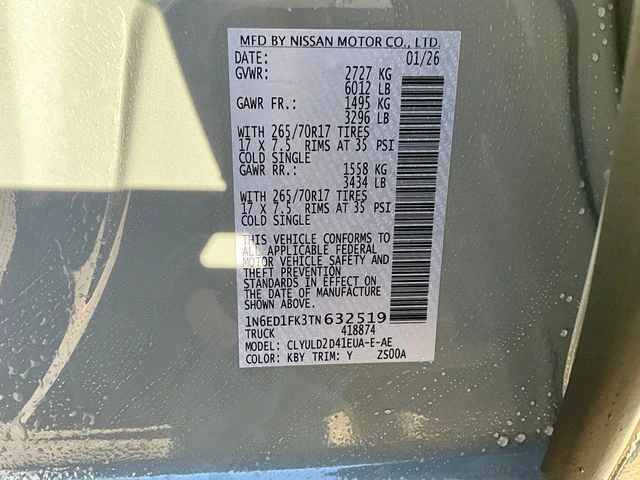 MFD BY NISSAN MOTOR CO., LTD.
DATE: 01/26
GVWR: 2727 KG
6012 LB
GAWR FR.: 1495 KG
3296 LB
WITH 265/70R17 TIRES
17 X 7.5 RIMS AT 35 PSI
COLD SINGLE
GAWR RR.: 1558 KG
3434 LB
WITH 265/70R17 TIRES
17 X 7.5 RIMS AT 35 PSI
COLD SINGLE
THIS VEHICLE CONFORMS TO
ALL APPLICABLE FEDERAL
MOTOR VEHICLE SAFETY AND
THEFT PREVENTION
STANDARDS IN EFFECT ON
THE DATE OF MANUFACTURE
SHOWN ABOVE.
1N6ED1FK3TN632519
TRUCK 418874
MODEL: CLYULD2D41EUA-E-AE
COLOR: KBY TRIM: Y ZS00A